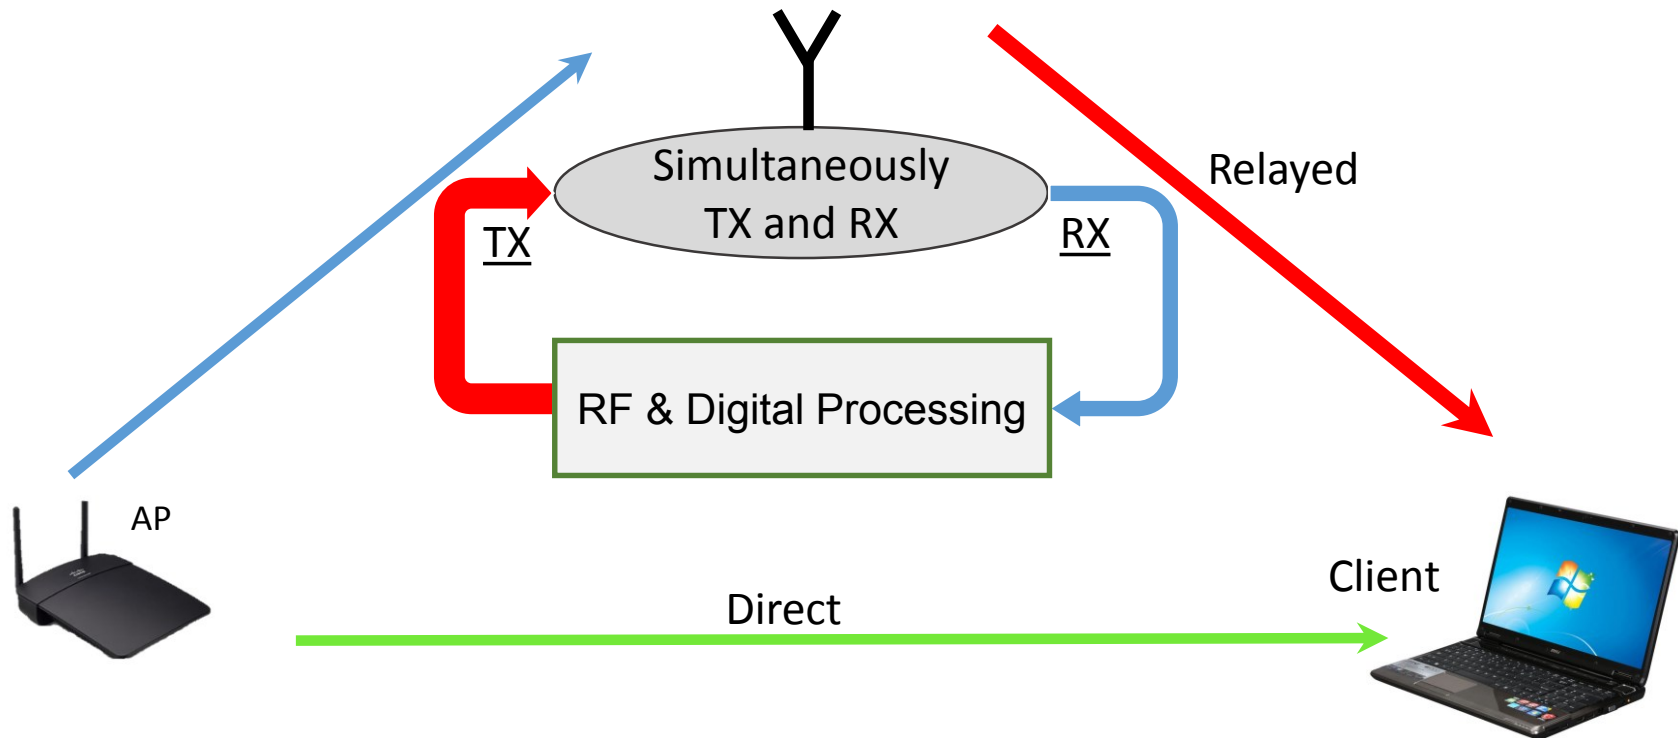 Simultaneously
TX and RX
Relayed
TX
RX
RF & Digital Processing
AP
Client
Direct